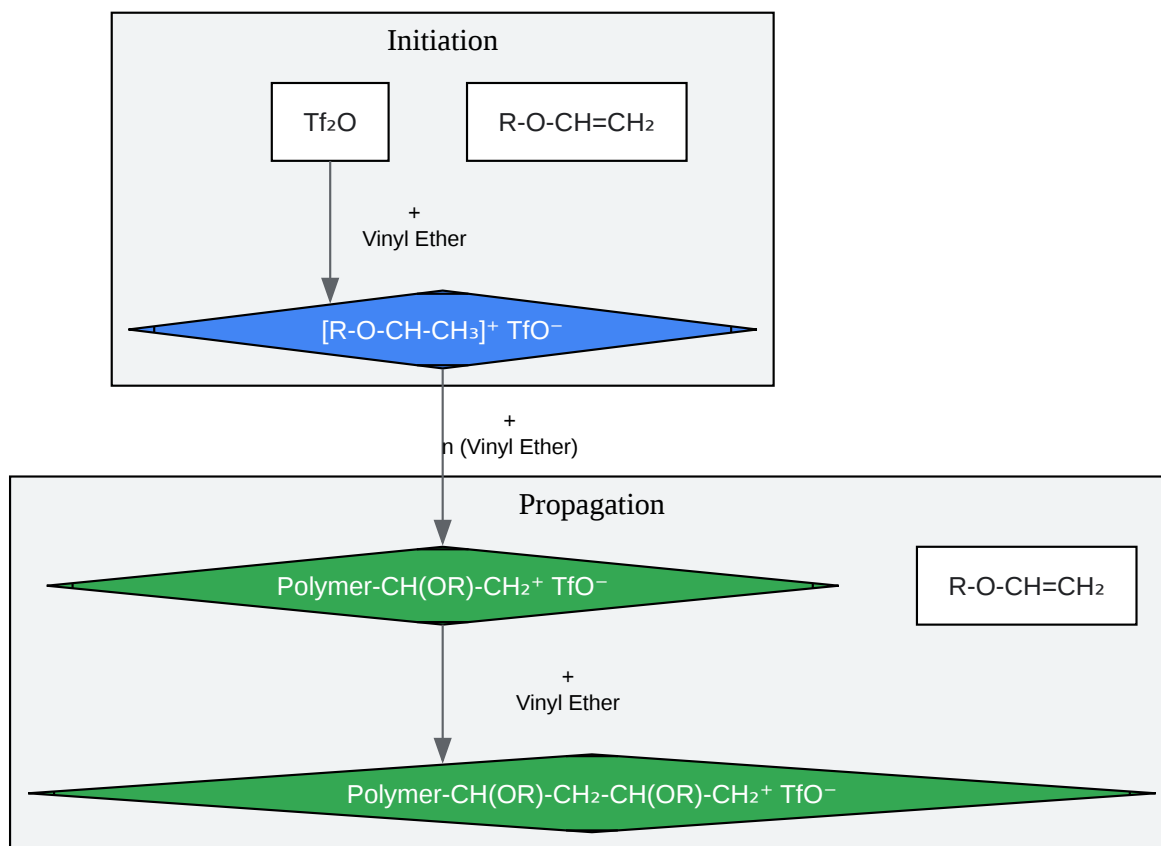 Initiation
Tf₂O
R-O-CH=CH₂
+
Vinyl Ether
[R-O-CH-CH₃]⁺ TfO⁻
+
n (Vinyl Ether)
Propagation
Polymer-CH(OR)-CH₂⁺ TfO⁻
R-O-CH=CH₂
+
Vinyl Ether
Polymer-CH(OR)-CH₂-CH(OR)-CH₂⁺ TfO⁻